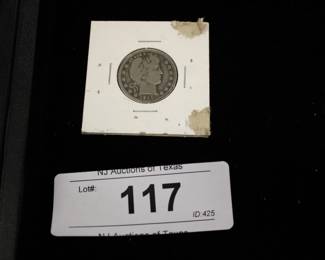 NJ Auctions of Texas
Lot#:
117
ID:425
NJ Auctions of Texas